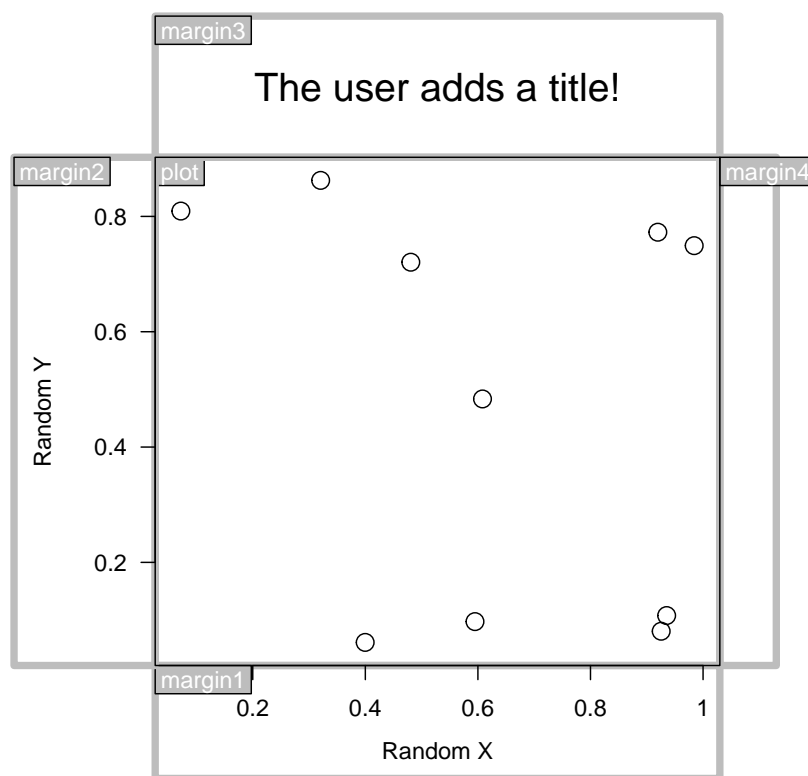 margin3
The user adds a title!
margin2
plot
margin4
0.8
0.6
Random Y
0.4
0.2
margin1
0.2 0.4 0.6 0.8 1
Random X